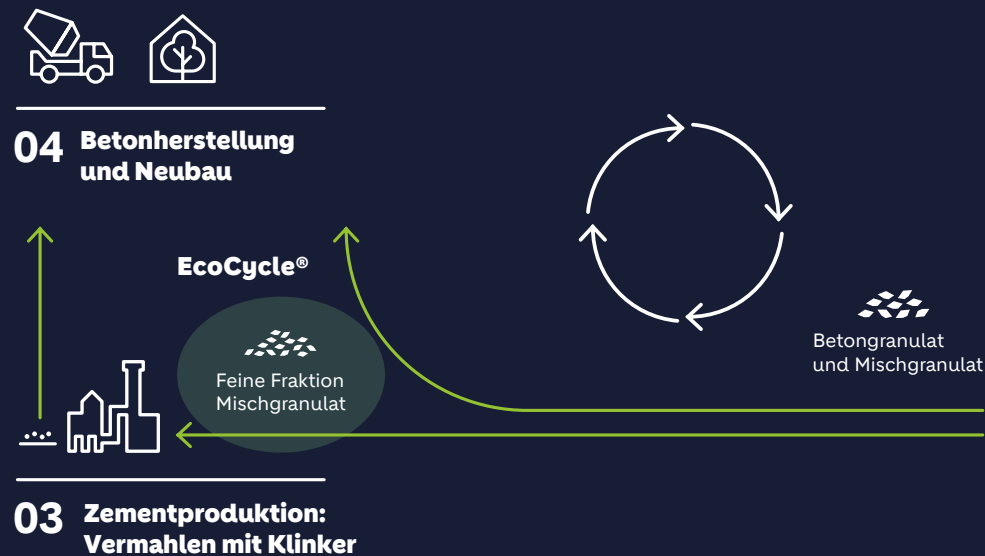 04 Betonherstellung
und Neubau
EcoCycle®
Feine Fraktion
Mischgranulat
Betongranulat
und Mischgranulat
03 Zementproduktion:
Vermahlen mit Klinker